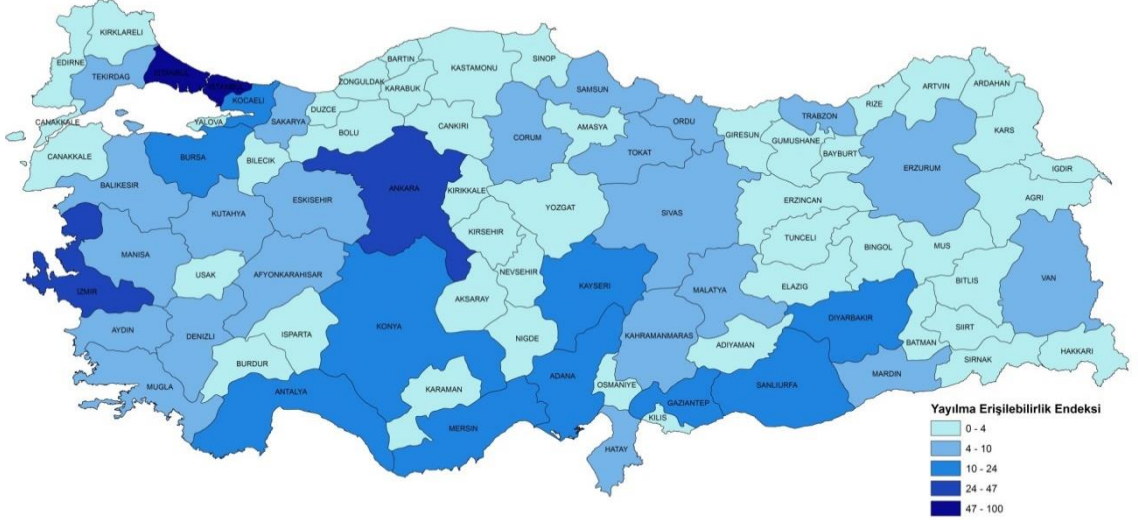 KIRKLARELI
EDIRNE
TEKIRDAG
ISTANBUL
ISTANBUL
KOCAELI
YALOVA
SAKARYA
DUZCE
ZONGULDAK
BARTIN
KARABUK
KASTAMONU
SINOP
SAMSUN
ORDU
GIRESUN
TRABZON
RIZE
ARTVIN
ARDAHAN
KARS
IGDIR
CANAKKALE
CANAKKALE
BURSA
BILECIK
BOLU
CANKIRI
CORUM
AMASYA
TOKAT
GUMUSHANE
BAYBURT
ERZURUM
AGRI
BALIKESIR
KUTAHYA
ESKISEHIR
ANKARA
KIRIKKALE
YOZGAT
SIVAS
ERZINCAN
TUNCELI
BINGOL
MUS
BITLIS
VAN
MANISA
USAK
AFYONKARAHISAR
KIRSEHIR
NEVSEHIR
KAYSERI
MALATYA
ELAZIG
IZMIR
AKSARAY
DIYARBAKIR
AYDIN
DENIZLI
ISPARTA
KONYA
NIGDE
KAHRAMANMARAS
ADIYAMAN
BATMAN
SIIRT
SIRNAK
HAKKARI
MUGLA
BURDUR
ANTALYA
KARAMAN
MERSIN
ADANA
OSMANIYE
GAZIANTEP
KILIS
SANLIURFA
MARDIN
HATAY
Yayılma Erişilebilirlik Endeksi
0 - 4
4 - 10
10 - 24
24 - 47
47 - 100